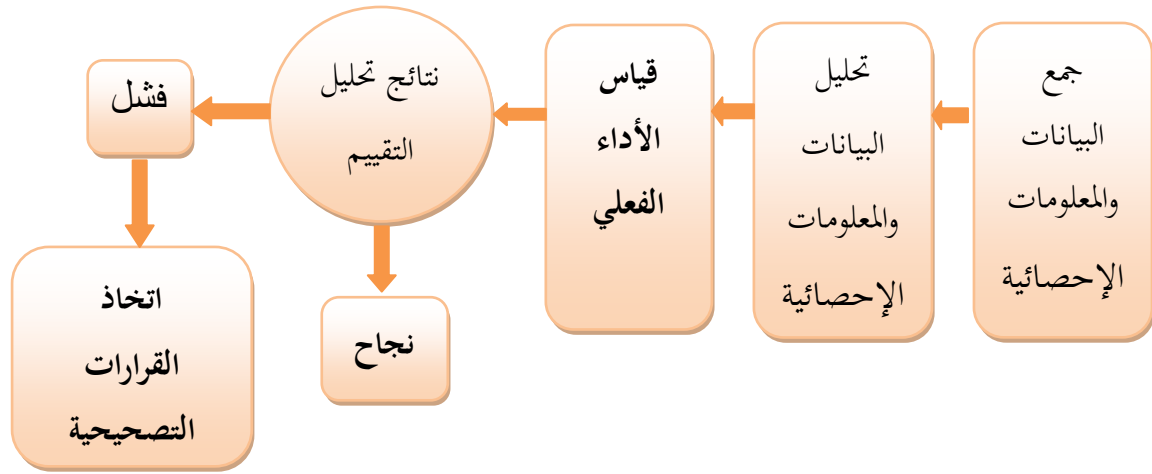 جمع
البيانات
والمعلومات
الإحصائية
تحليل
البيانات
والمعلومات
الإحصائية
قياس
الأداء
الفعلي
نتائج تحليل
التقييم
فشل
نجاح
اتخاذ
القرارات
التصحيحية